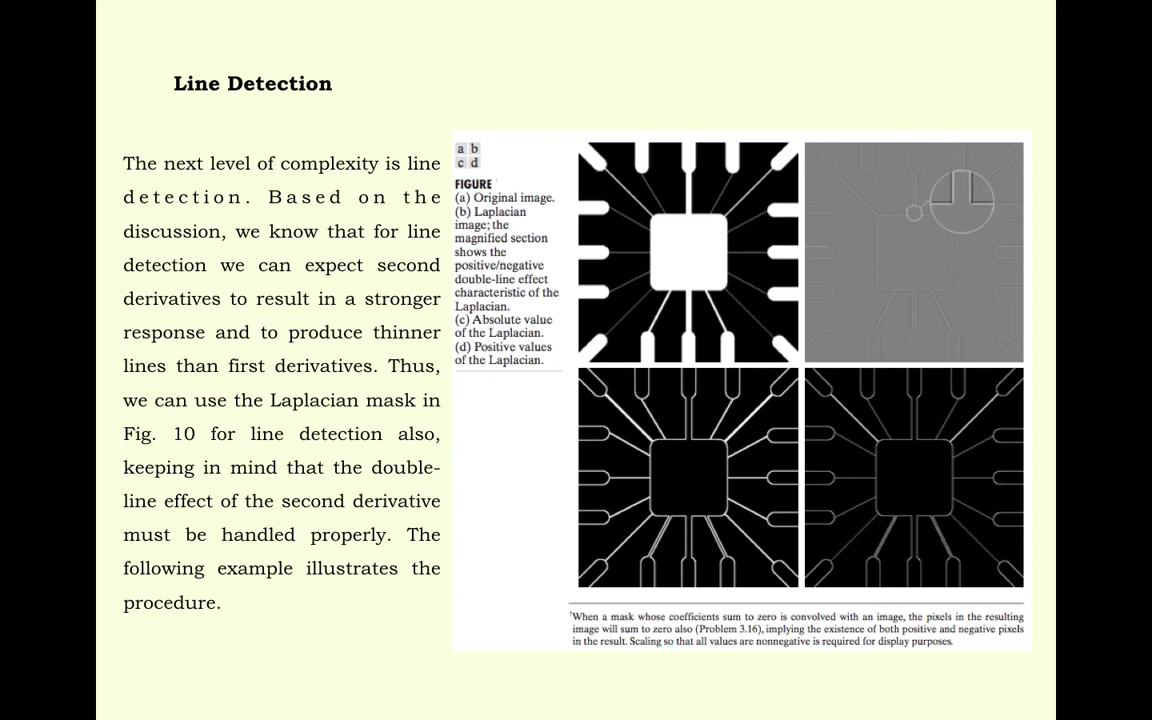 Line Detection
The next level of complexity is line
detection. Based on the
discussion, we know that for line
detection we can expect second
derivatives to result in a stronger
response and to produce thinner
lines than first derivatives. Thus,
we can use the Laplacian mask in
Fig. 10 for line detection also,
keeping in mind that the double-
line effect of the second derivative
must be handled properly. The
following example illustrates the
procedure.
a b
c d
FIGURE
(a) Original image.
(b) Laplacian
image; the
magnified section
shows the
positive/negative
double-line effect
characteristic of the
Laplacian.
(c) Absolute value
of the Laplacian.
(d) Positive values
of the Laplacian.
†When a mask whose coefficients sum to zero is convolved with an image, the pixels in the resulting
image will sum to zero also (Problem 3.16), implying the existence of both positive and negative pixels
in the result. Scaling so that all values are nonnegative is required for display purposes.